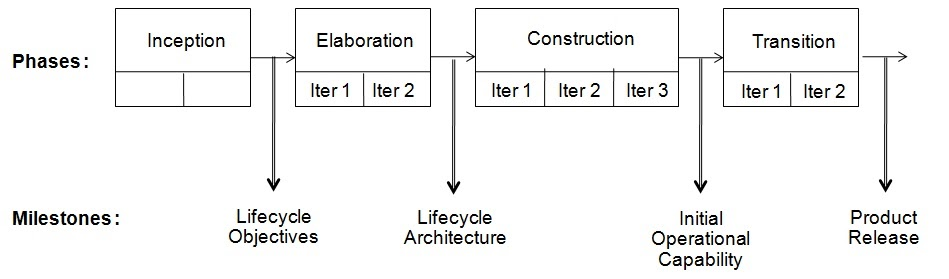 Phases:
Inception
Elaboration
Construction
Transition
Iter 1
Iter 2
Iter 1
Iter 2
Iter 3
Iter 1
Iter 2
Milestones:
Lifecycle
Objectives
Lifecycle
Architecture
Initial
Operational
Capability
Product
Release